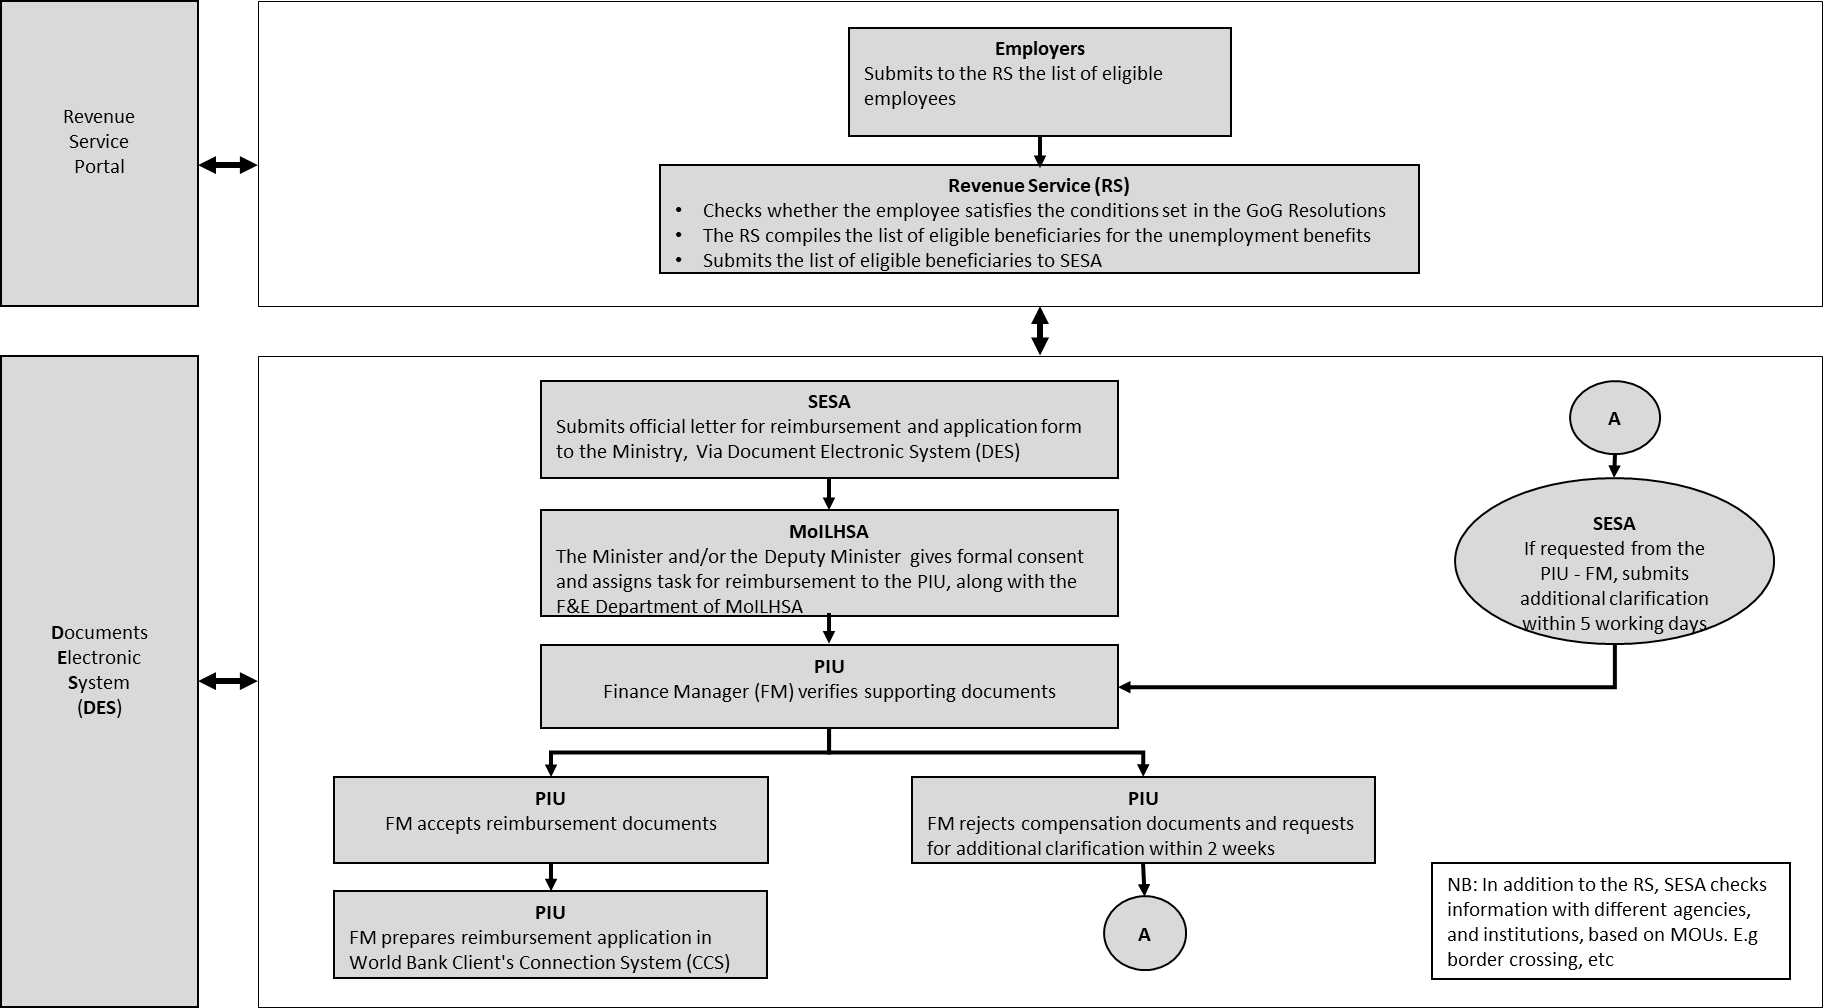 Revenue
Service
Portal
Employers
Submits to the RS the list of eligible
employees
Revenue Service (RS)
• Checks whether the employee satisfies the conditions set in the GoG Resolutions
• The RS compiles the list of eligible beneficiaries for the unemployment benefits
• Submits the list of eligible beneficiaries to SESA
Documents
Electronic
System
(DES)
SESA
Submits official letter for reimbursement and application form
to the Ministry, Via Document Electronic System (DES)
MoILHSA
The Minister and/or the Deputy Minister gives formal consent
and assigns task for reimbursement to the PIU, along with the
F&E Department of MoILHSA
PIU
Finance Manager (FM) verifies supporting documents
A
SESA
If requested from the
PIU - FM, submits
additional clarification
within 5 working days
PIU
FM accepts reimbursement documents
PIU
FM prepares reimbursement application in
World Bank Client's Connection System (CCS)
PIU
FM rejects compensation documents and requests
for additional clarification within 2 weeks
A
NB: In addition to the RS, SESA checks
information with different agencies,
and institutions, based on MOUs. E.g
border crossing, etc